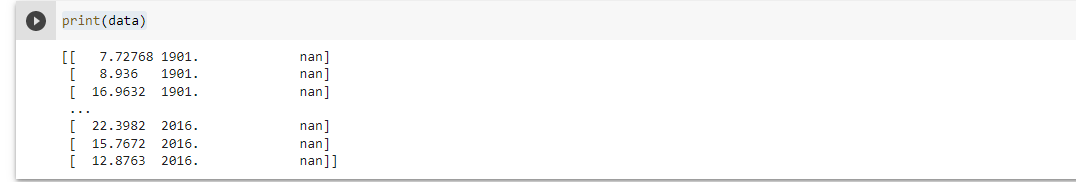 print(data)
[[   7.72768 1901.             nan]
 [   8.936   1901.             nan]
 [  16.9632  1901.             nan]
 ...
 [  22.3982  2016.             nan]
 [  15.7672  2016.             nan]
 [  12.8763  2016.             nan]]